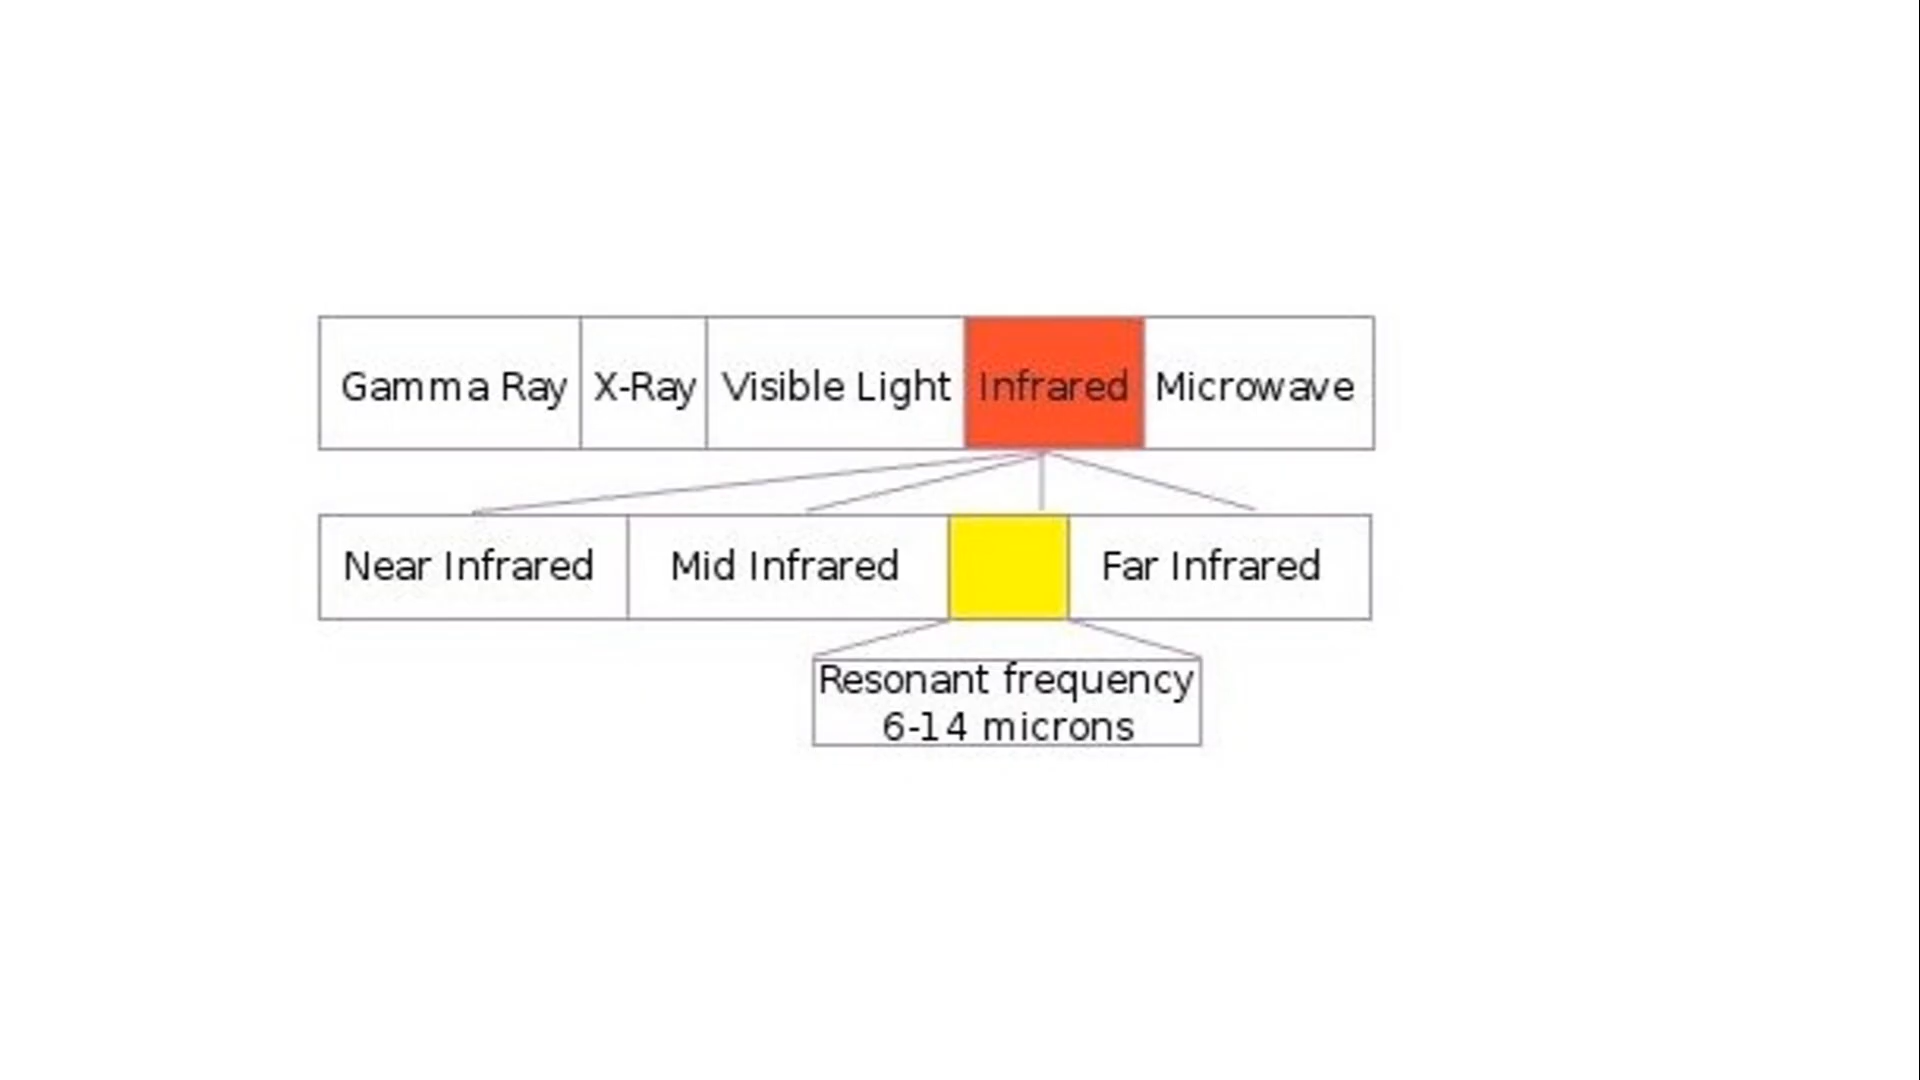 Gamma Ray X-Ray Visible Light Infrared Microwave
Near Infrared Mid Infrared Far Infrared
Resonant frequency
6-14 microns